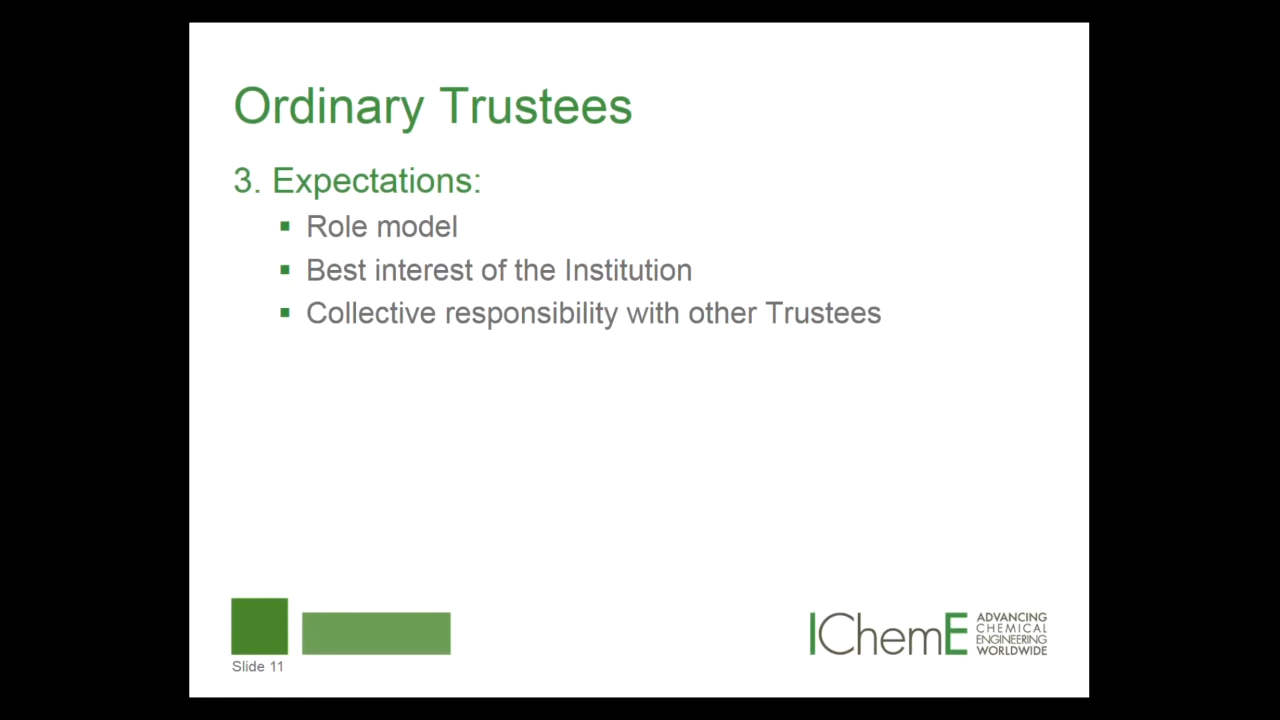 Ordinary Trustees
3. Expectations:
Role model
Best interest of the Institution
Collective responsibility with other Trustees
Slide 11
IChemE
ADVANCING
CHEMICAL
ENGINEERING
WORLDWIDE